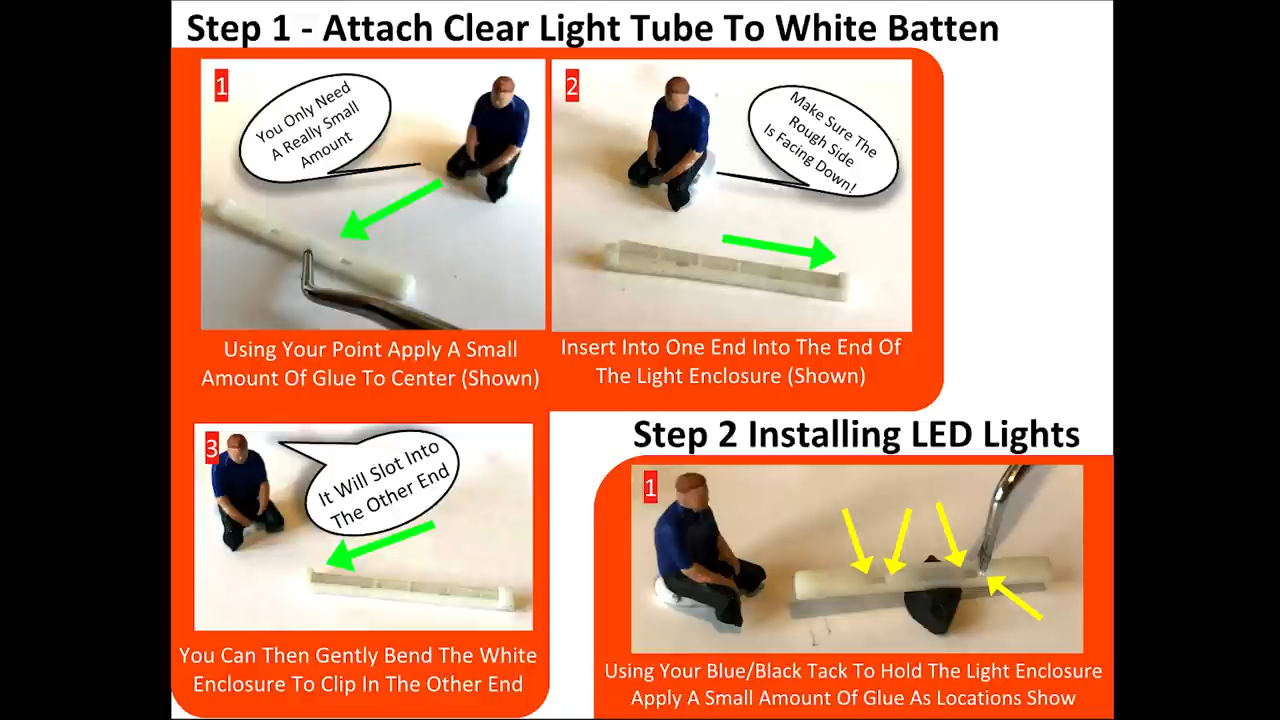 Step 1 - Attach Clear Light Tube To White Batten
1
You Only Need
A Really Small
Amount
Using Your Point Apply A Small
Amount Of Glue To Center (Shown)
2
Make Sure The
Rough Side
Is Facing Down!
Insert Into One End Into The End Of
The Light Enclosure (Shown)
3
It Will Slot Into
The Other End
You Can Then Gently Bend The White
Enclosure To Clip In The Other End
Step 2 Installing LED Lights
1
Using Your Blue/Black Tack To Hold The Light Enclosure
Apply A Small Amount Of Glue As Locations Show